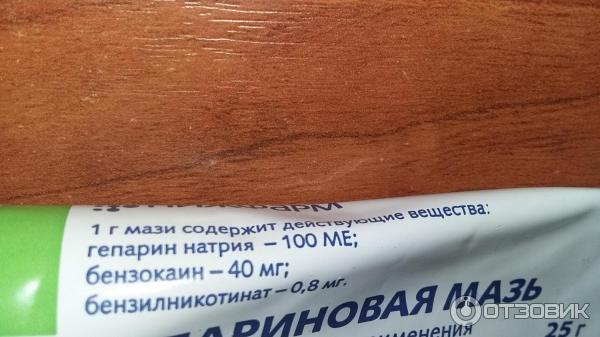 1 г мази содержит действующие вещества:
гепарин натрия – 100 МЕ;
бензокаин – 40 мг;
бензилникотинат – 0,8 мг.
МАЗЬ
25 г
ОТЗОВИК